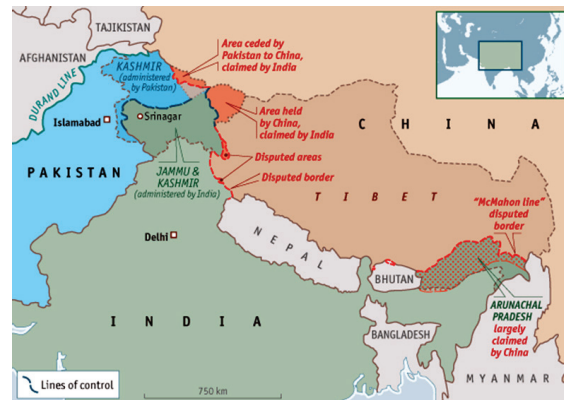 TAJIKISTAN
AFGHANISTAN
DURAND LINE
KASHMIR
(administered
by Pakistan)
Area ceded by
Pakistan to China,
claimed by India
Islamabad
Srinagar
Area held
by China,
claimed by India
C H I N A
PAKISTAN
JAMMU &
KASHMIR
(administered by India)
Disputed areas
Disputed border
T I B E T
"McMahon line"
disputed
border
Delhi
N E P A L
BHUTAN
ARUNACHAL
PRADESH
largely
claimed
by China
I N D I A
BANGLADESH
MYANMAR
Lines of control
750 km